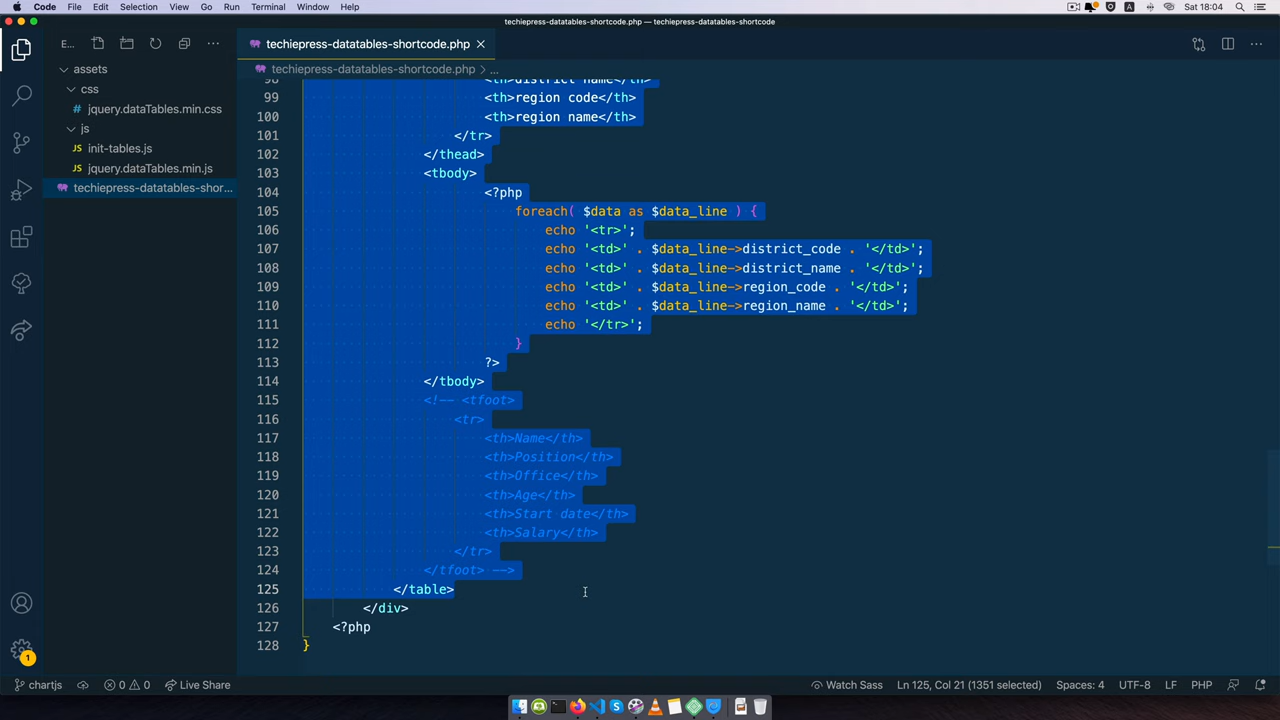 Code File Edit Selection View Go Run Terminal Window Help A Sat 18:04
techiepress-datatables-shortcode.php — techiepress-datatables-shortcode
E... techiepress-datatables-shortcode.php
assets techiepress-datatables-shortcode.php > ...
css
# jquery.dataTables.min.css
js
JS init-tables.js
JS jquery.dataTables.min.js
techiepress-datatables-shor...
98 <th>district name</th>
99 <th>region code</th>
100 <th>region name</th>
101 </tr>
102 </thead>
103 <tbody>
104 <?php
105 foreach( $data as $data_line ) {
106 echo '<tr>';
107 echo '<td>' . $data_line->district_code . '</td>';
108 echo '<td>' . $data_line->district_name . '</td>';
109 echo '<td>' . $data_line->region_code . '</td>';
110 echo '<td>' . $data_line->region_name . '</td>';
111 echo '</tr>';
112 }
113 ?>
114 </tbody>
115 <!-- <tfoot>
116 <tr>
117 <th>Name</th>
118 <th>Position</th>
119 <th>Office</th>
120 <th>Age</th>
121 <th>Start date</th>
122 <th>Salary</th>
123 </tr>
124 </tfoot> -->
125 </table>
126 </div>
127 <?php
128 }
1
chartjs 0 0 Live Share Watch Sass Ln 125, Col 21 (1351 selected) Spaces: 4 UTF-8 LF PHP